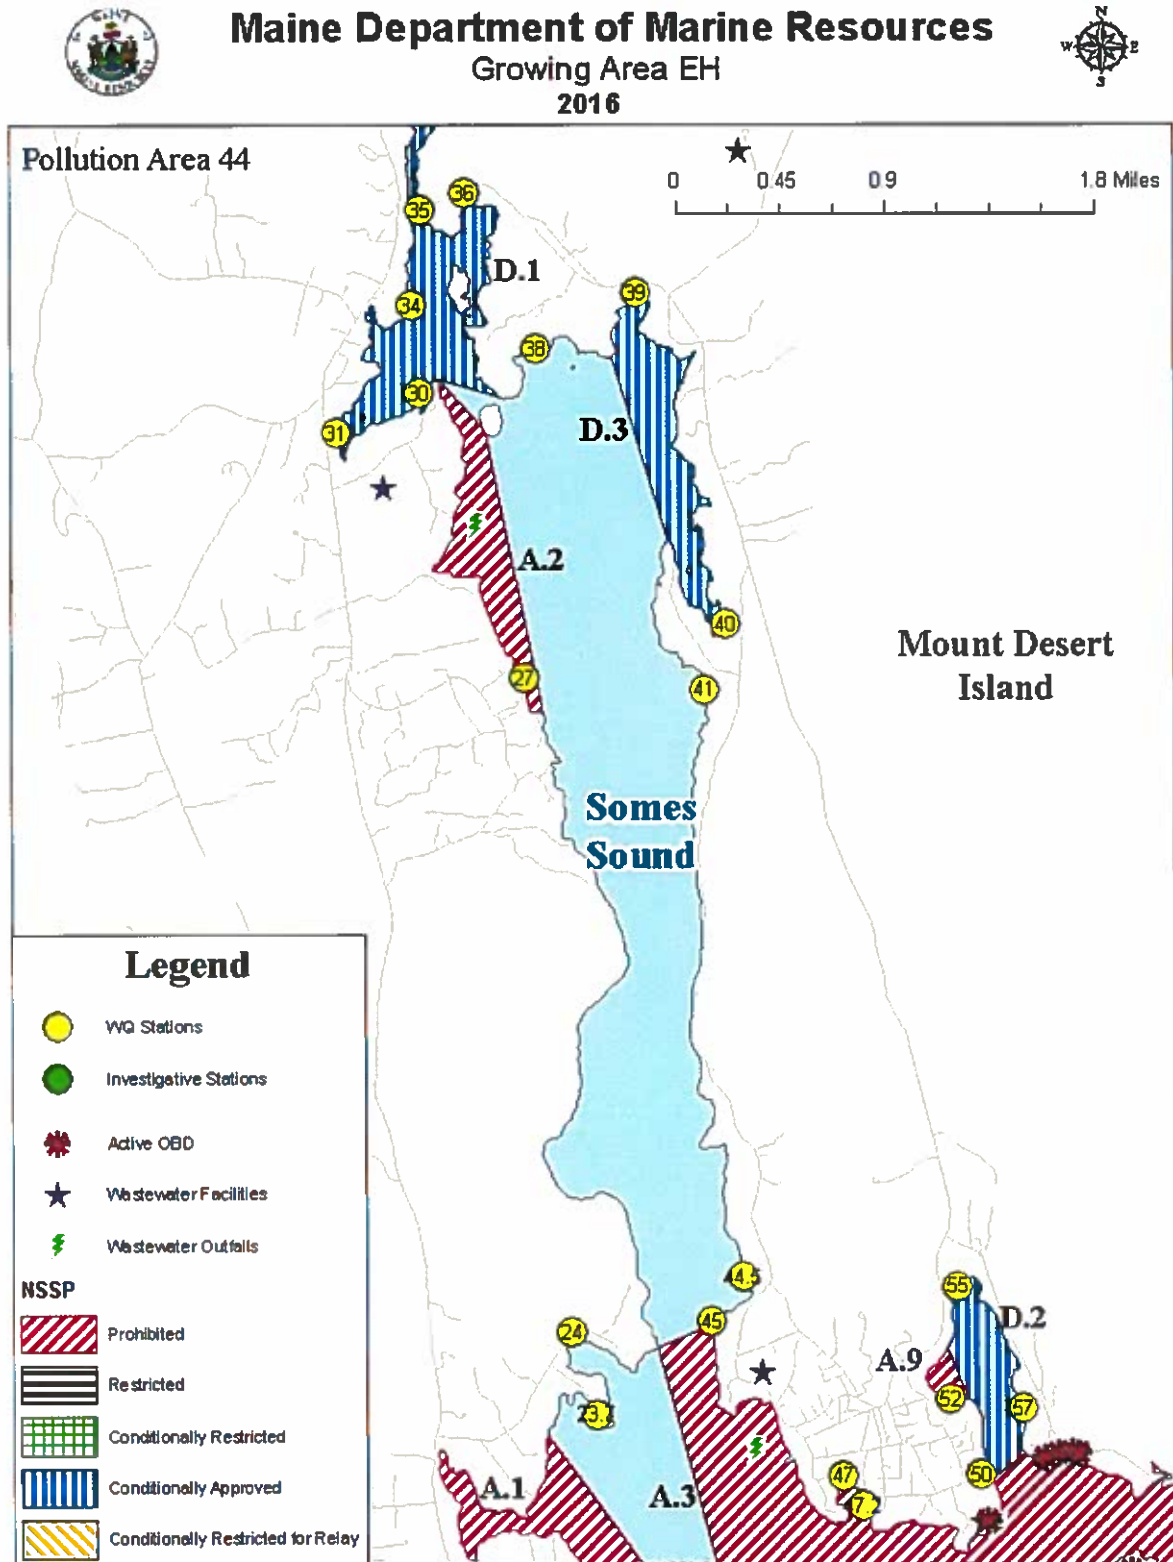 Maine Department of Marine Resources
Growing Area EH
2016
N
W E
S
Pollution Area 44
0 0.45 0.9 1.8 Miles
36
35
D.1
39
34
38
30
D.3
31
A.2
40
Mount Desert
Island
27
41
Somes
Sound
Legend
WQ Stations
Investigative Stations
Active OBD
Wastewater Facilities
Wastewater Outfalls
NSSP
Prohibited
Restricted
Conditionally Restricted
Conditionally Approved
Conditionally Restricted for Relay
44.5
55
45
D.2
24
A.9
52
57
50
47
A.1
A.3